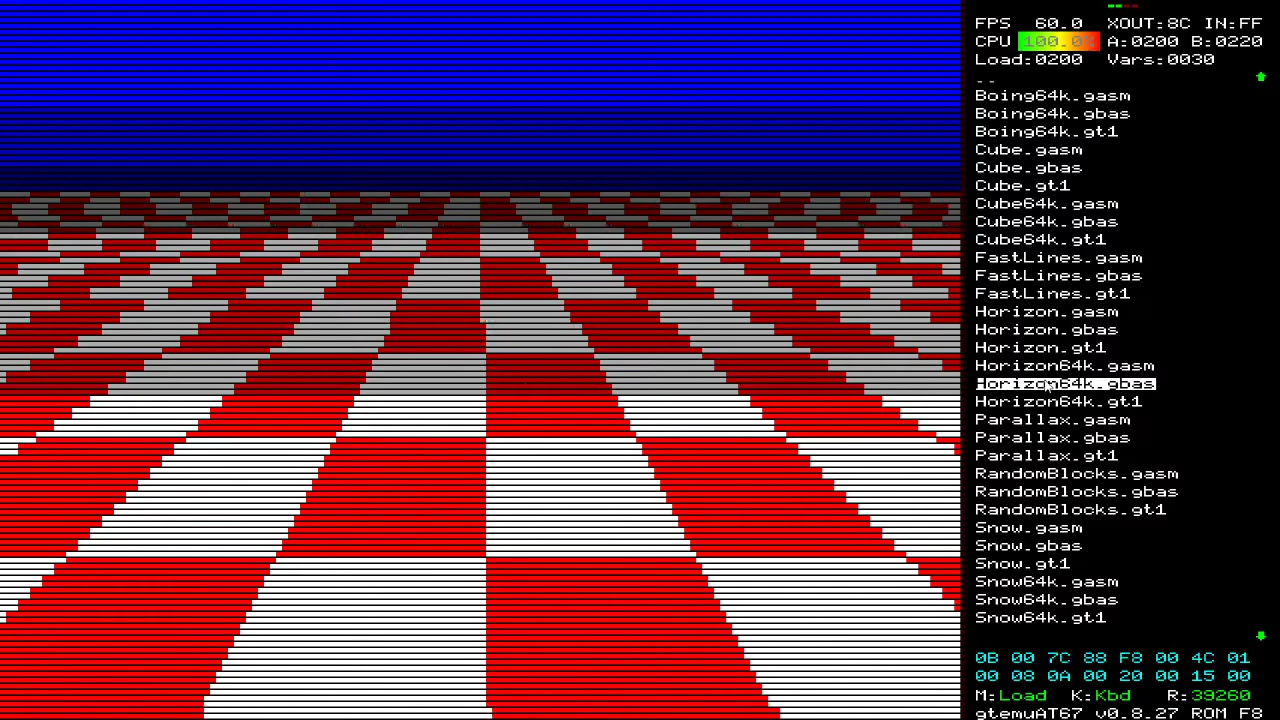 FPS 60.0 XOUT:8C IN:FF
CPU 100.0% A:0200 B:0220
Load:0200 Vars:0030
..
Boing64k.gasm
Boing64k.gbas
Boing64k.gt1
Cube.gasm
Cube.gbas
Cube.gt1
Cube64k.gasm
Cube64k.gbas
Cube64k.gt1
FastLines.gasm
FastLines.gbas
FastLines.gt1
Horizon.gasm
Horizon.gbas
Horizon.gt1
Horizon64k.gasm
Horizon64k.gbas
Horizon64k.gt1
Parallax.gasm
Parallax.gbas
Parallax.gt1
RandomBlocks.gasm
RandomBlocks.gbas
RandomBlocks.gt1
Snow.gasm
Snow.gbas
Snow.gt1
Snow64k.gasm
Snow64k.gbas
Snow64k.gt1
0B 00 7C 88 F8 00 4C 01
00 08 0A 00 20 00 15 00
M:Load K:Kbd R:39260
gtemuAT67 v0.8.27 ROM F8